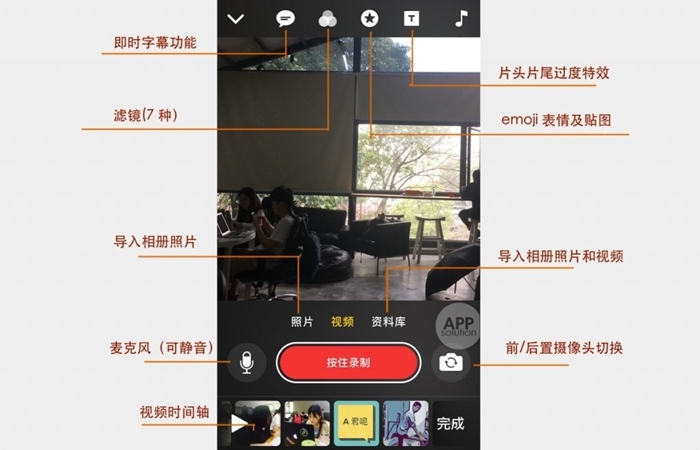 T
即时字幕功能
片头片尾过度特效
滤镜(7 种)
emoji 表情及贴图
导入相册照片
导入相册照片和视频
照片 视频 资料库
APP
solution
麦克风（可静音）
按住录制
前/后置摄像头切换
视频时间轴
A 君呢
完成